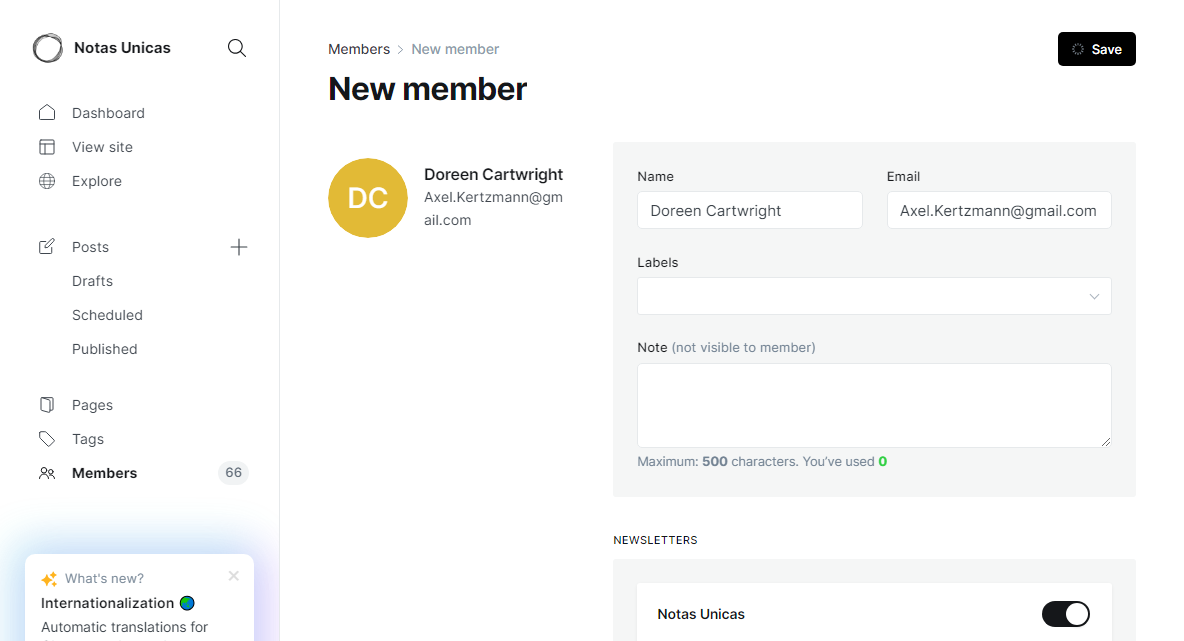 Notas Unicas
Dashboard
View site
Explore
Posts
Drafts
Scheduled
Published
Pages
Tags
Members 66
What's new?
Internationalization
Automatic translations for
Members > New member
New member
Save
DC
Doreen Cartwright
Axel.Kertzmann@gm
ail.com
Name
Doreen Cartwright
Email
Axel.Kertzmann@gmail.com
Labels
Note (not visible to member)
Maximum: 500 characters. You've used 0
NEWSLETTERS
Notas Unicas